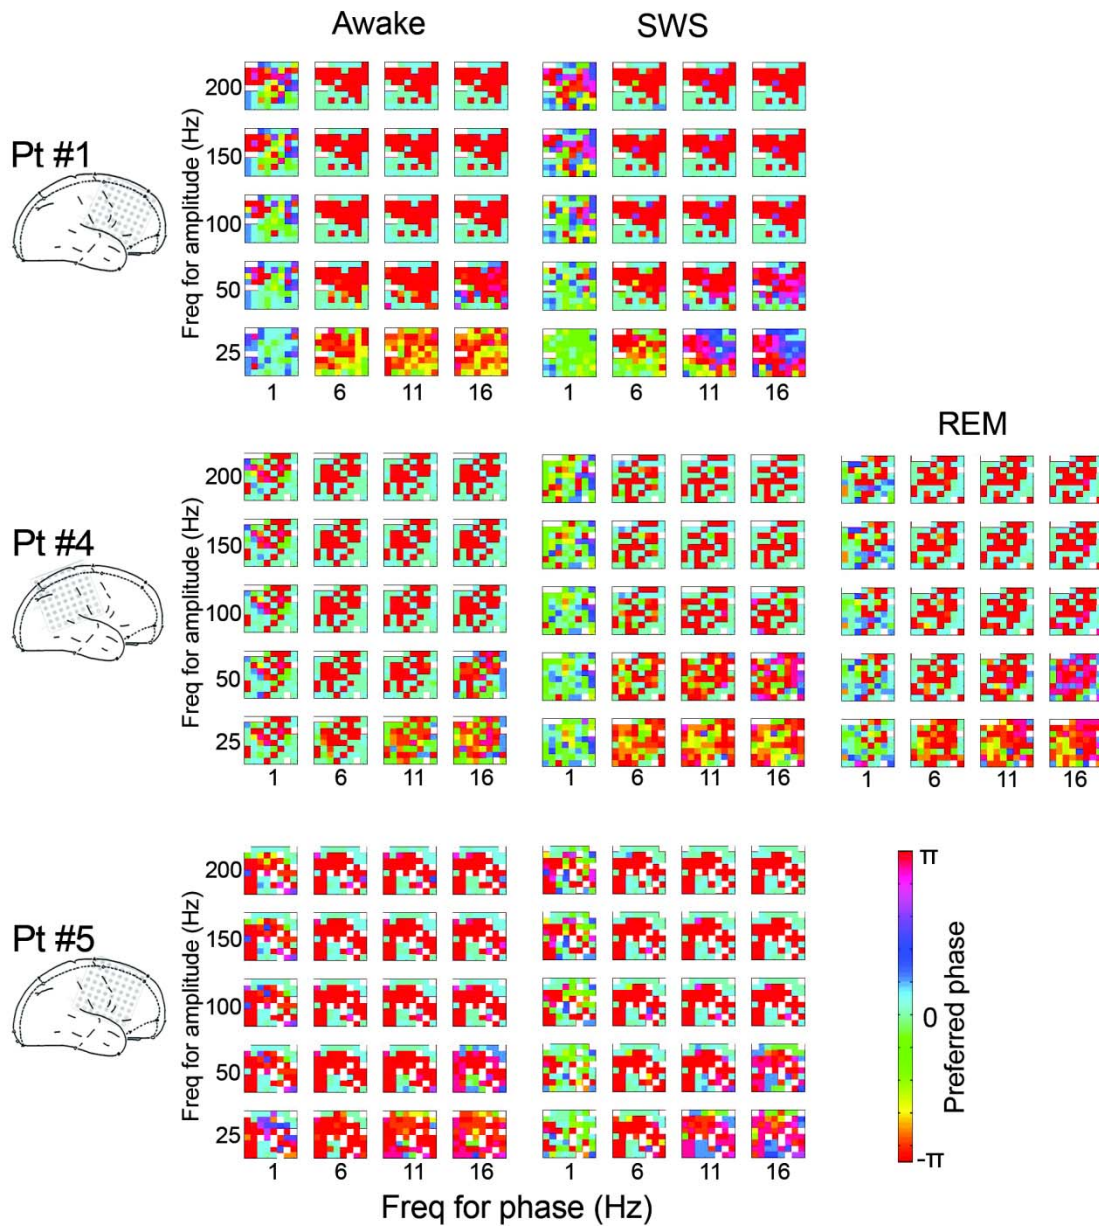 Awake SWS
Pt #1
Freq for amplitude (Hz)
200
150
100
50
25
1 6 11 16 1 6 11 16
REM
Pt #4
Freq for amplitude (Hz)
200
150
100
50
25
1 6 11 16 1 6 11 16 1 6 11 16
Pt #5
Freq for amplitude (Hz)
200
150
100
50
25
1 6 11 16 1 6 11 16
Freq for phase (Hz)
π
0
-π
Preferred phase